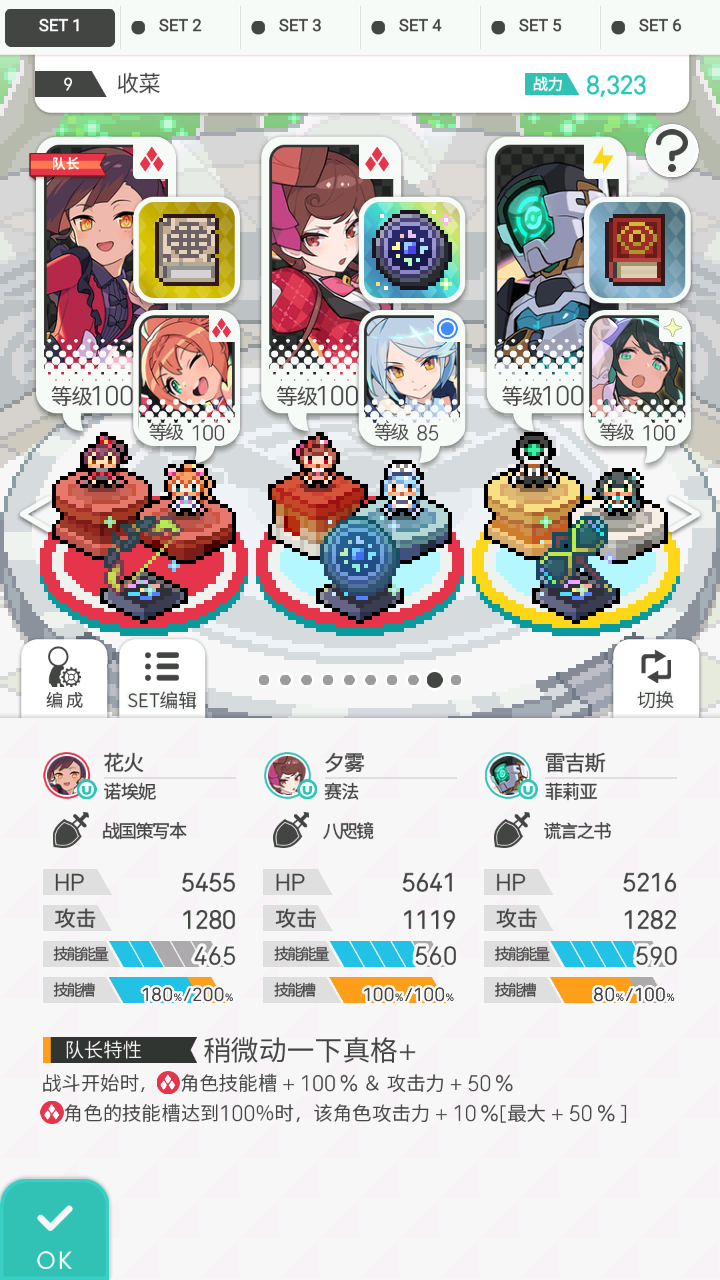 SET 1 SET 2 SET 3 SET 4 SET 5 SET 6
9 收菜 战力 8,323
队长
?
等级100 等级100 等级100
等级 100 等级 85 等级 100
编成 SET编辑 切换
花火 夕雾 雷吉斯
诺埃妮 赛法 菲莉亚
战国策写本 八咫镜 谎言之书
HP 5455 HP 5641 HP 5216
攻击 1280 攻击 1119 攻击 1282
技能能量 465 技能能量 560 技能能量 590
技能槽 180%/200% 技能槽 100%/100% 技能槽 80%/100%
队长特性 稍微动一下真格+
战斗开始时，角色技能槽+100% & 攻击力+50%
角色的技能槽达到100%时，该角色攻击力+10%[最大+50%]
OK